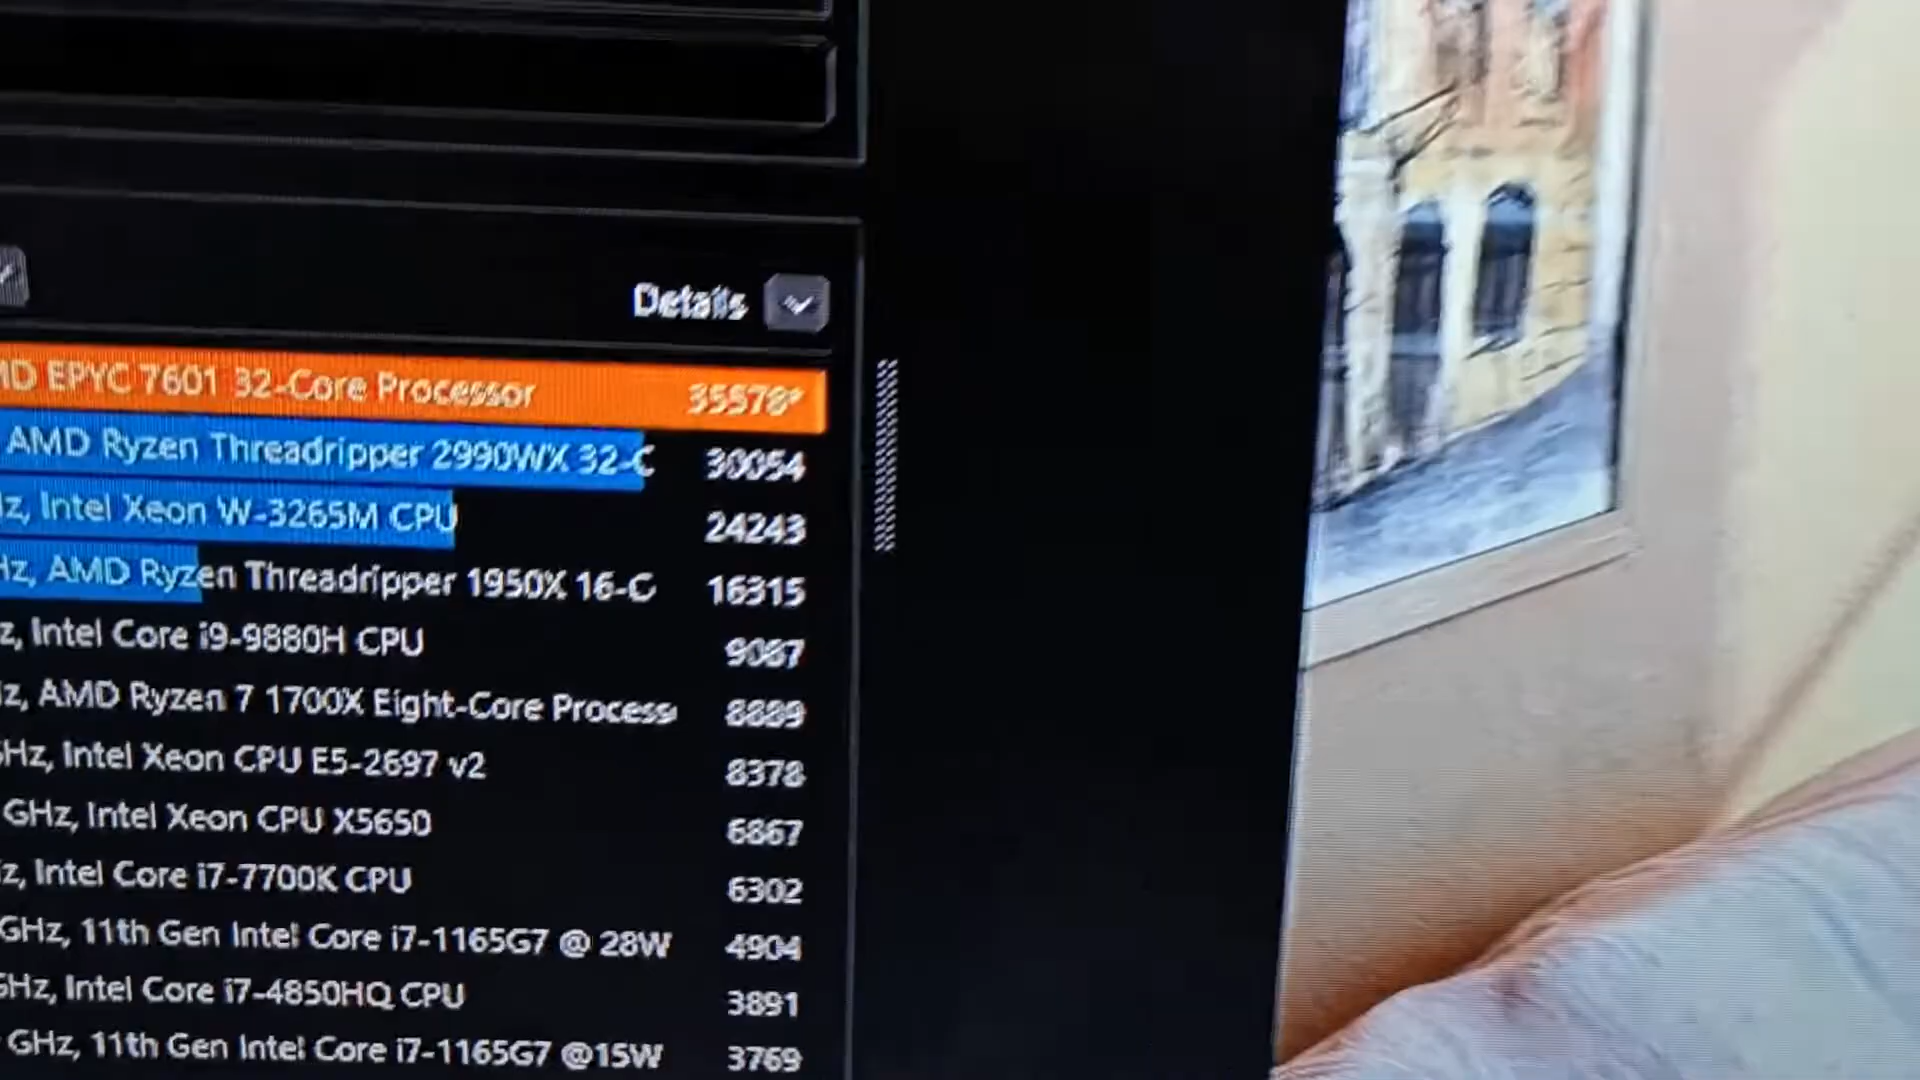 Details
MD EPYC 7601 32-Core Processor 35578*
AMD Ryzen Threadripper 2990WX 32-C 30054
Hz, Intel Xeon W-3265M CPU 24243
Hz, AMD Ryzen Threadripper 1950X 16-C 16315
z, Intel Core i9-9880H CPU 9087
z, AMD Ryzen 7 1700X Eight-Core Process 8889
GHz, Intel Xeon CPU E5-2697 v2 8378
GHz, Intel Xeon CPU X5650 6867
z, Intel Core i7-7700K CPU 6302
GHz, 11th Gen Intel Core i7-1165G7 @ 28W 4904
GHz, Intel Core i7-4850HQ CPU 3891
GHz, 11th Gen Intel Core i7-1165G7 @15W 3769